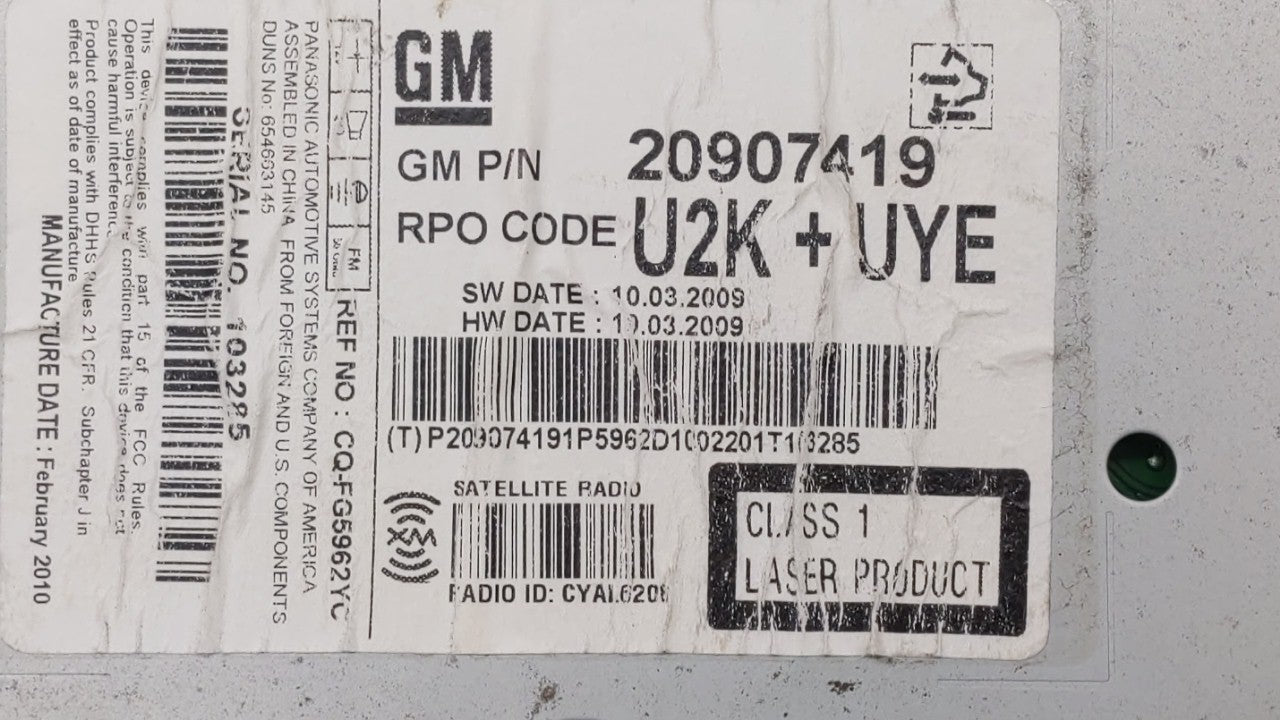 GM
GM P/N 20907419
RPO CODE U2K + UYE
SW DATE : 10.03.2009
HW DATE : 10.03.2009
SATELLITE RADIO
RADIO ID:
CLASS 1
LASER PRODUCT
FM
REF NO : CQ-FG5962YC
PANASONIC AUTOMOTIVE SYSTEMS COMPANY OF AMERICA
ASSEMBLED IN CHINA FROM FOREIGN AND U.S. COMPONENTS
DUNS No: 654663145
SERIAL NO. 103285
This device complies with part 15 of the FCC Rules.
Operation is subject to the condition that this device does not
cause harmful interference.
Product complies with DHHS Rules 21 CFR. Subchapter J in
effect as of date of manufacture
MANUFACTURE DATE : February 2010